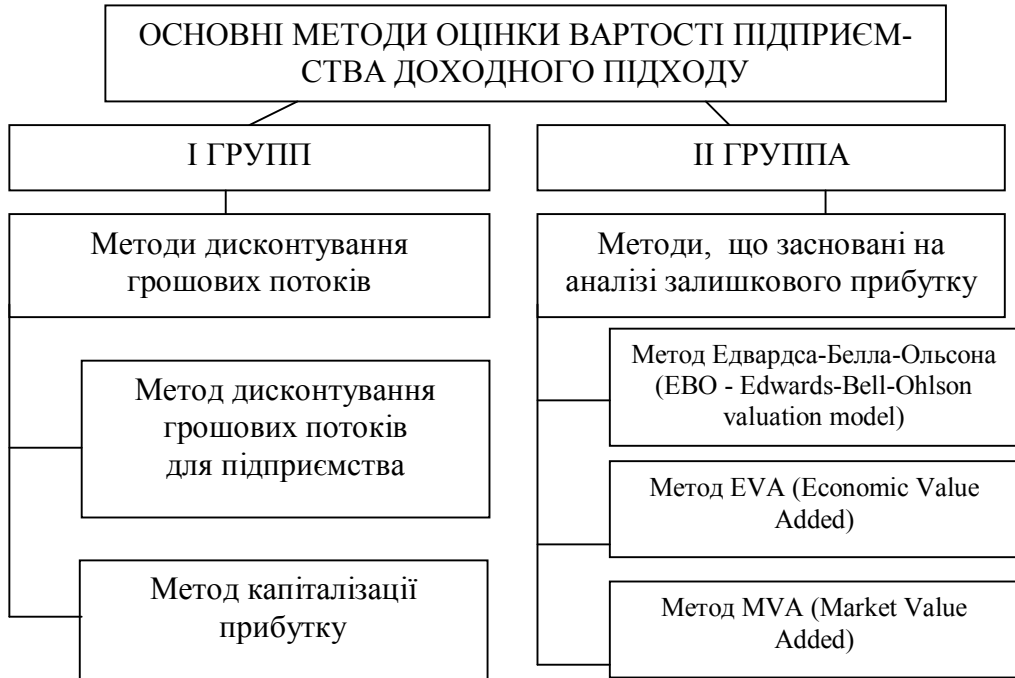 ОСНОВНІ МЕТОДИ ОЦІНКИ ВАРТОСТІ ПІДПРИЄМ-
СТВА ДОХОДНОГО ПІДХОДУ
І ГРУПП
ІІ ГРУППА
Методи дисконтування
грошових потоків
Методи, що засновані на
аналізі залишкового прибутку
Метод дисконтування
грошових потоків
для підприємства
Метод капіталізації
прибутку
Метод Едвардса-Белла-Ольсона
(EBO - Edwards-Bell-Ohlson
valuation model)
Метод EVA (Economic Value
Added)
Метод MVA (Market Value
Added)